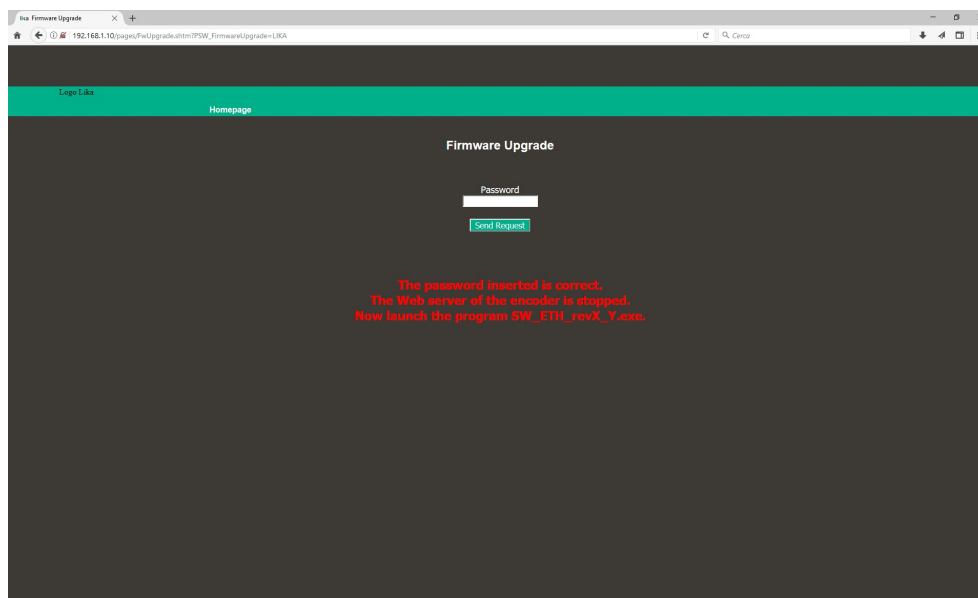 lika Firmware Upgrade
192.168.1.10/pages/FwUpgrade.shtm?PSW_FirmwareUpgrade=LIKA
Cerca
Logo Lika
Homepage
Firmware Upgrade
Password
Send Request
The password inserted is correct.
The Web server of the encoder is stopped.
Now launch the program SW_ETH_revX_Y.exe.